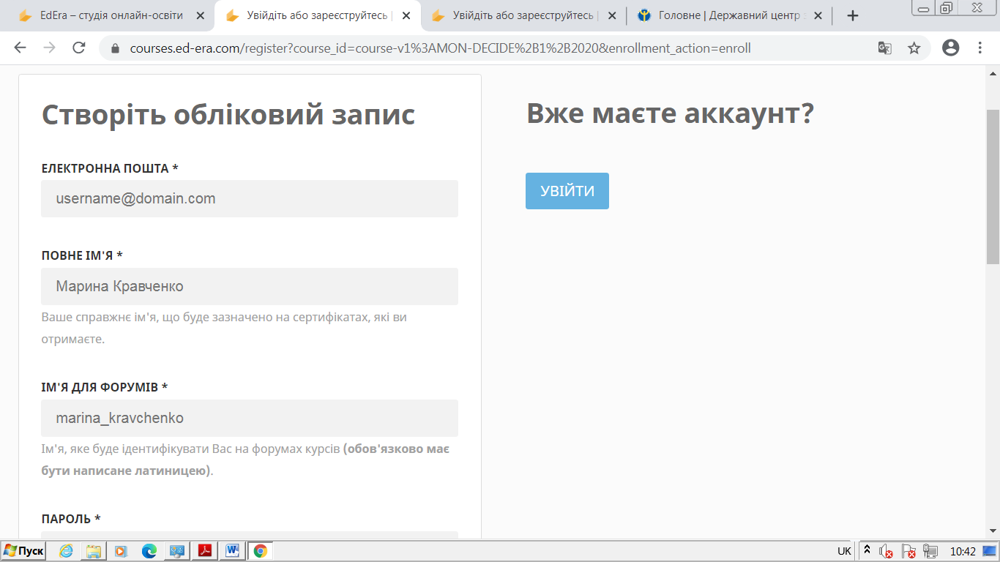 EdEra – студія онлайн-освіти
Увійдіть або зареєструйтесь |
Увійдіть або зареєструйтесь |
Головне | Державний центр
courses.ed-era.com/register?course_id=course-v1%3AMON-DECIDE%2B1%2B2020&enrollment_action=enroll
Створіть обліковий запис
ЕЛЕКТРОННА ПОШТА *
username@domain.com
ПОВНЕ ІМ'Я *
Марина Кравченко
Ваше справжнє ім'я, що буде зазначено на сертифікатах, які ви
отримаєте.
ІМ'Я ДЛЯ ФОРУМІВ *
marina_kravchenko
Ім'я, яке буде ідентифікувати Вас на форумах курсів (обов'язково має
бути написане латиницею).
ПАРОЛЬ *
Вже маєте аккаунт?
УВІЙТИ
Пуск
UK
10:42